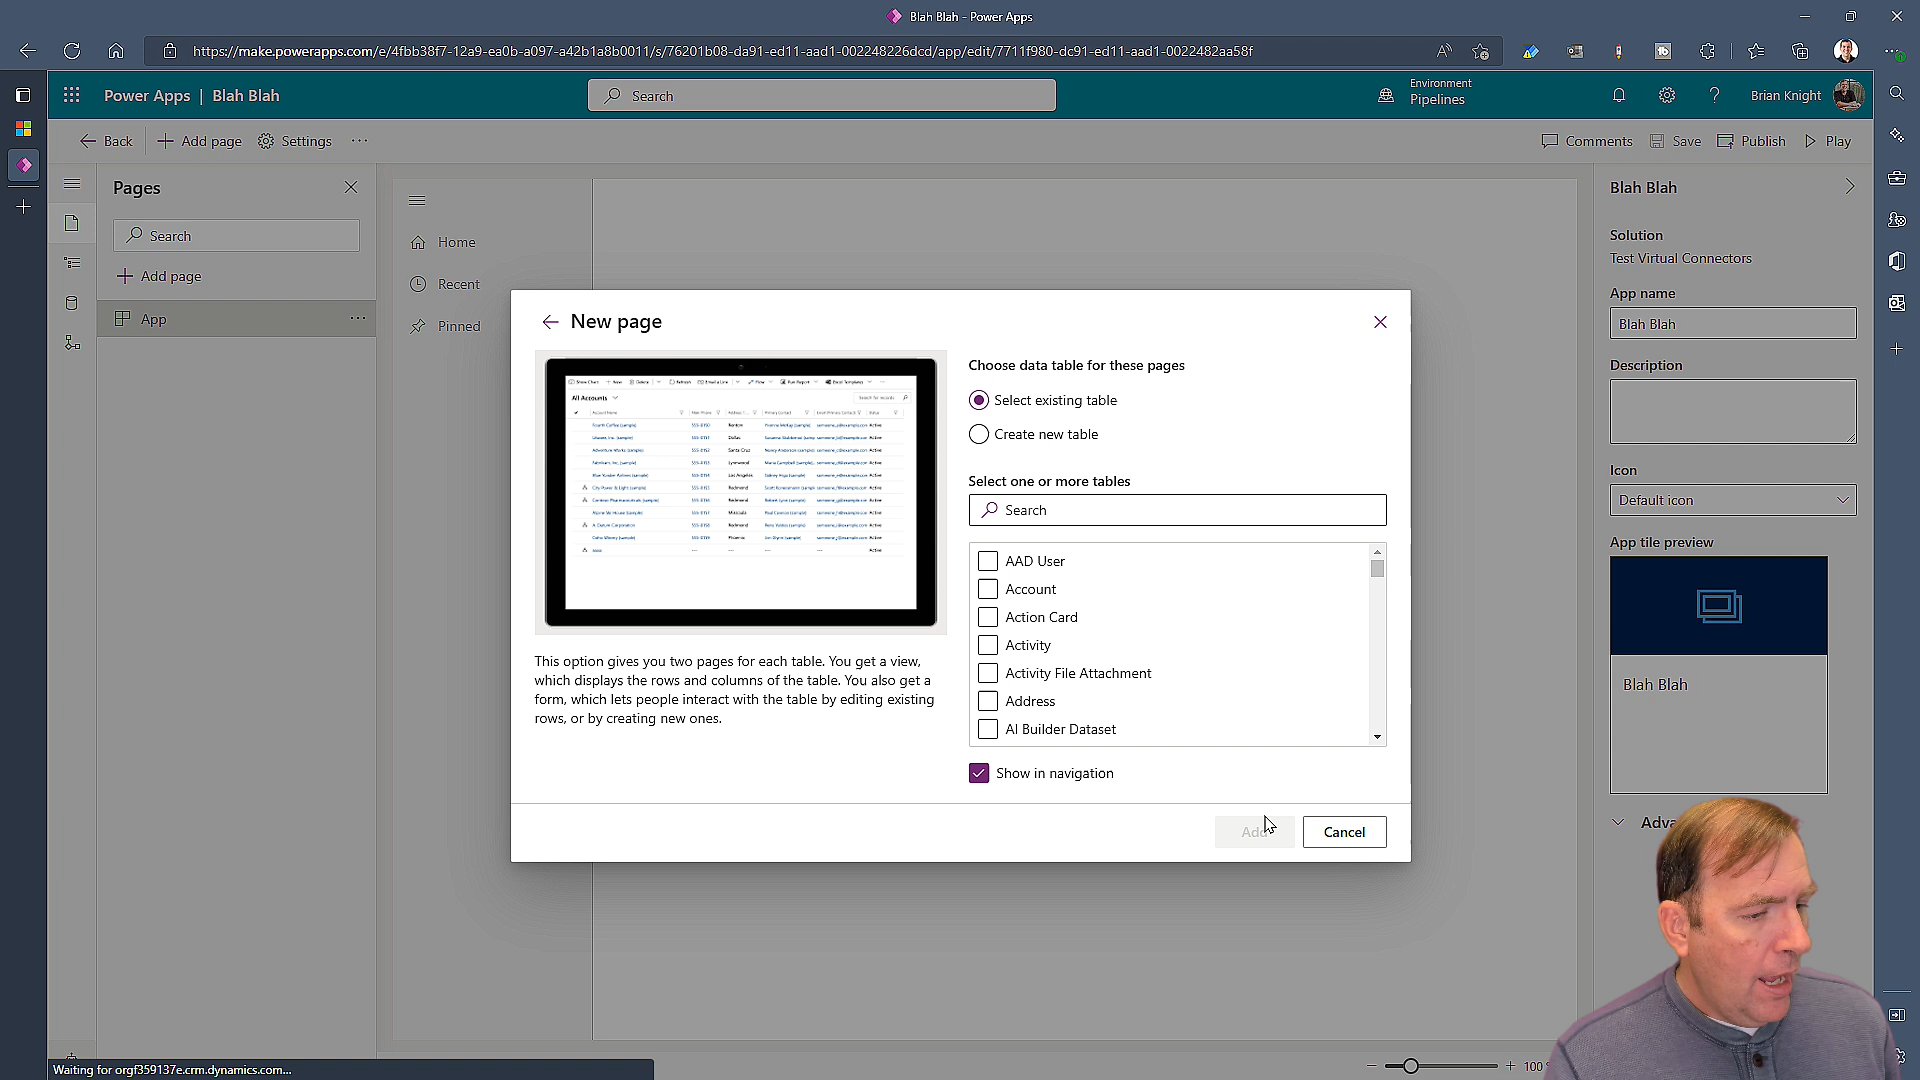 Blah Blah - Power Apps
https://make.powerapps.com/e/4fbb38f7-12a9-ea0b-a097-a42b1a8b0011/s/76201b08-da91-ed11-aad1-002248226dcd/app/edit/7711f980-dc91-ed11-aad1-0022482aa58f
Power Apps | Blah Blah
Search
Environment
Pipelines
Brian Knight
Back
Add page
Settings
Comments
Save
Publish
Play
Pages
Search
Add page
App
Home
Recent
Pinned
New page
All Accounts
This option gives you two pages for each table. You get a view,
which displays the rows and columns of the table. You also get a
form, which lets people interact with the table by editing existing
rows, or by creating new ones.
Choose data table for these pages
Select existing table
Create new table
Select one or more tables
Search
AAD User
Account
Action Card
Activity
Activity File Attachment
Address
AI Builder Dataset
Show in navigation
Add
Cancel
Blah Blah
Solution
Test Virtual Connectors
App name
Blah Blah
Description
Icon
Default icon
App tile preview
Blah Blah
Waiting for orgf359137e.crm.dynamics.com...
100